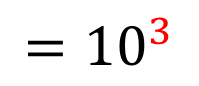 = 10³